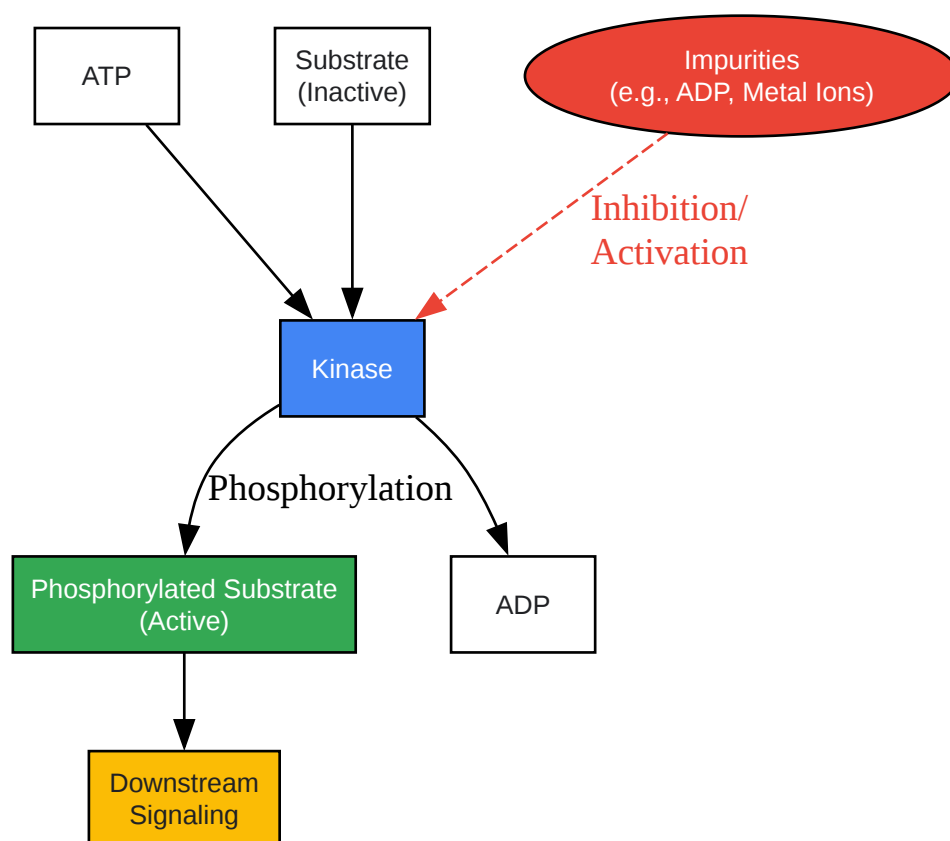 ATP
Substrate
(Inactive)
Impurities
(e.g., ADP, Metal Ions)
Inhibition/
Activation
Kinase
Phosphorylation
Phosphorylated Substrate
(Active)
ADP
Downstream
Signaling